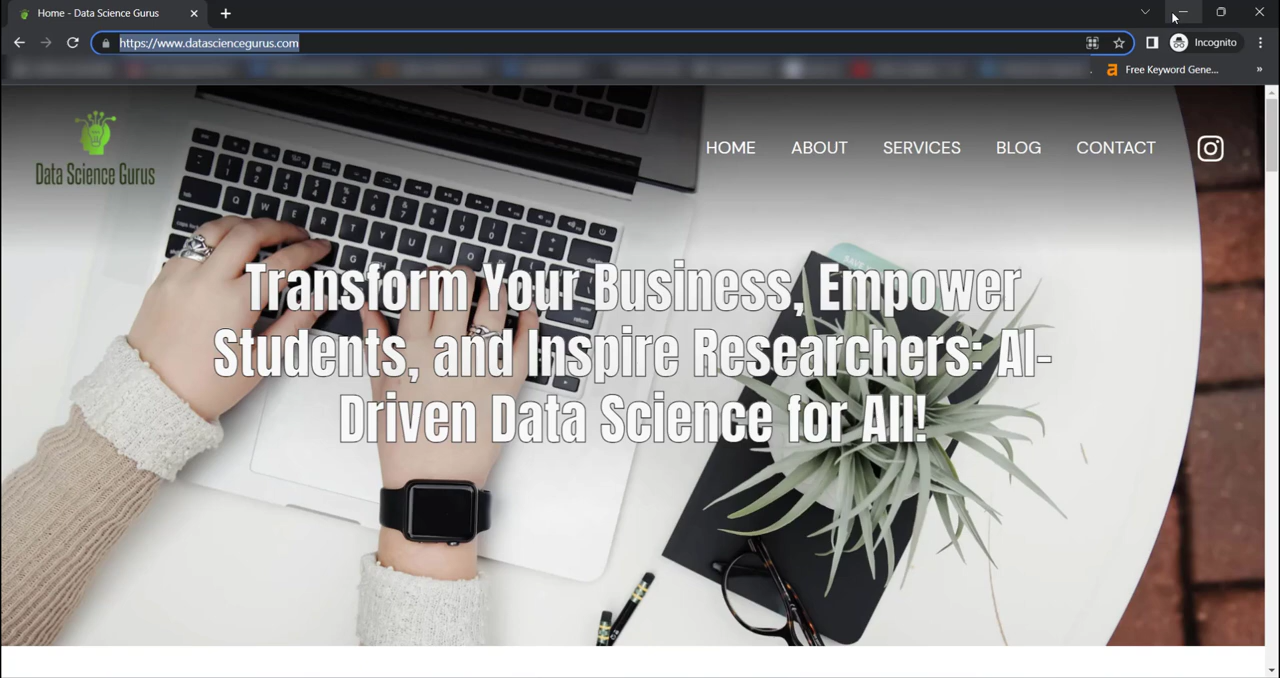 Home - Data Science Gurus
https://www.datasciencegurus.com
Incognito
Free Keyword Gene...
Data Science Gurus
HOME ABOUT SERVICES BLOG CONTACT
Transform Your Business, Empower
Students, and Inspire Researchers: AI-
Driven Data Science for All!